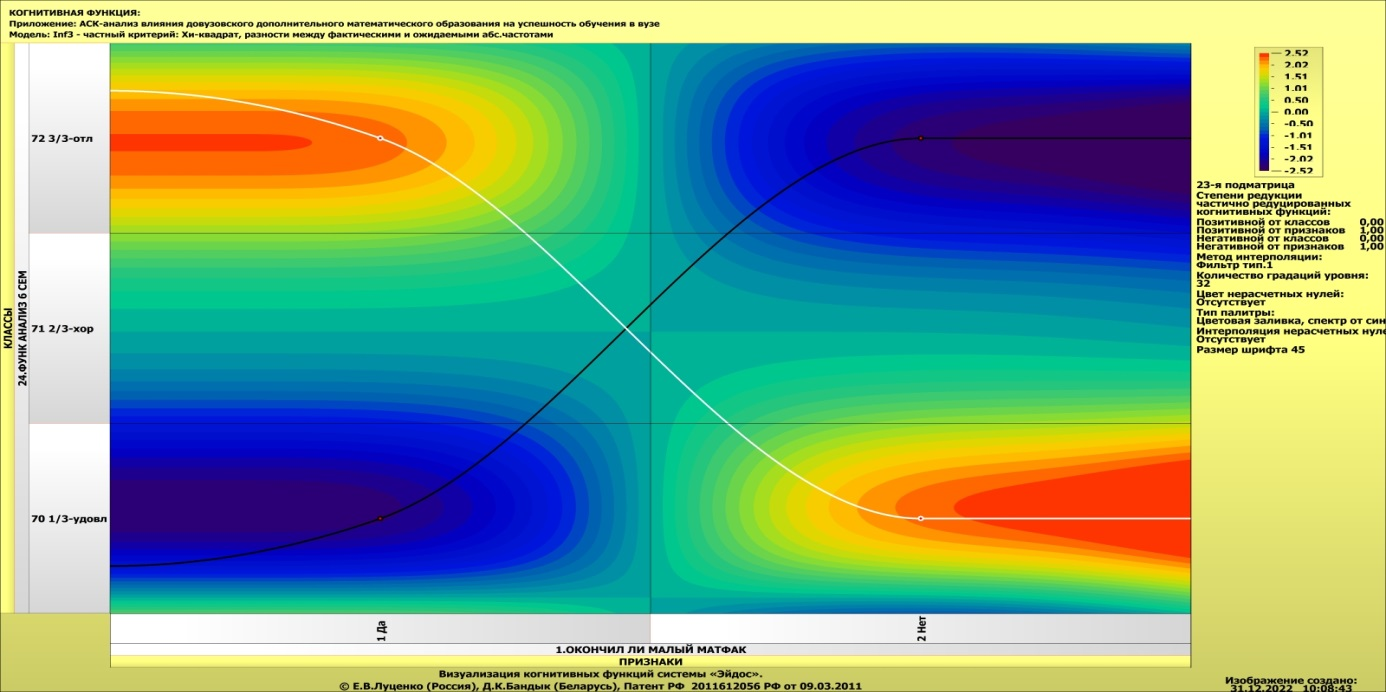 КОГНИТИВНАЯ ФУНКЦИЯ:
Приложение: АСК-анализ влияния довузовского дополнительного математического образования на успешность обучения в вузе
Модель: Inf3 - частный критерий: Хи-квадрат, разности между фактическими и ожидаемыми абс.частотами
КЛАССЫ
24.ФУНК АНАЛИЗ 6 СЕМ
72 3/3-отл
71 2/3-хор
70 1/3-удовл
2.52
2.02
1.51
1.01
0.50
0.00
-0.50
-1.01
-1.51
-2.02
-2.52
23-я подматрица
Степени редукции
частично редуцированных
когнитивных функций:
Позитивной от классов 0,00
Позитивной от признаков 1,00
Негативной от классов 0,00
Негативной от признаков 1,00
Метод интерполяции:
Фильтр тип.1
Количество градаций уровня:
32
Цвет нерасчетных нулей:
Отсутствует
Тип палитры:
Цветовая заливка, спектр от син
Интерполяция нерасчетных нуле
Отсутствует
Размер шрифта 45
1 Да
2 Нет
1.ОКОНЧИЛ ЛИ МАЛЫЙ МАТФАК
ПРИЗНАКИ
Визуализация когнитивных функций системы «Эйдос».
© Е.В.Луценко (Россия), Д.К.Бандык (Беларусь), Патент РФ 2011612056 РФ от 09.03.2011
Изображение создано:
31.12.2022 10:08:43